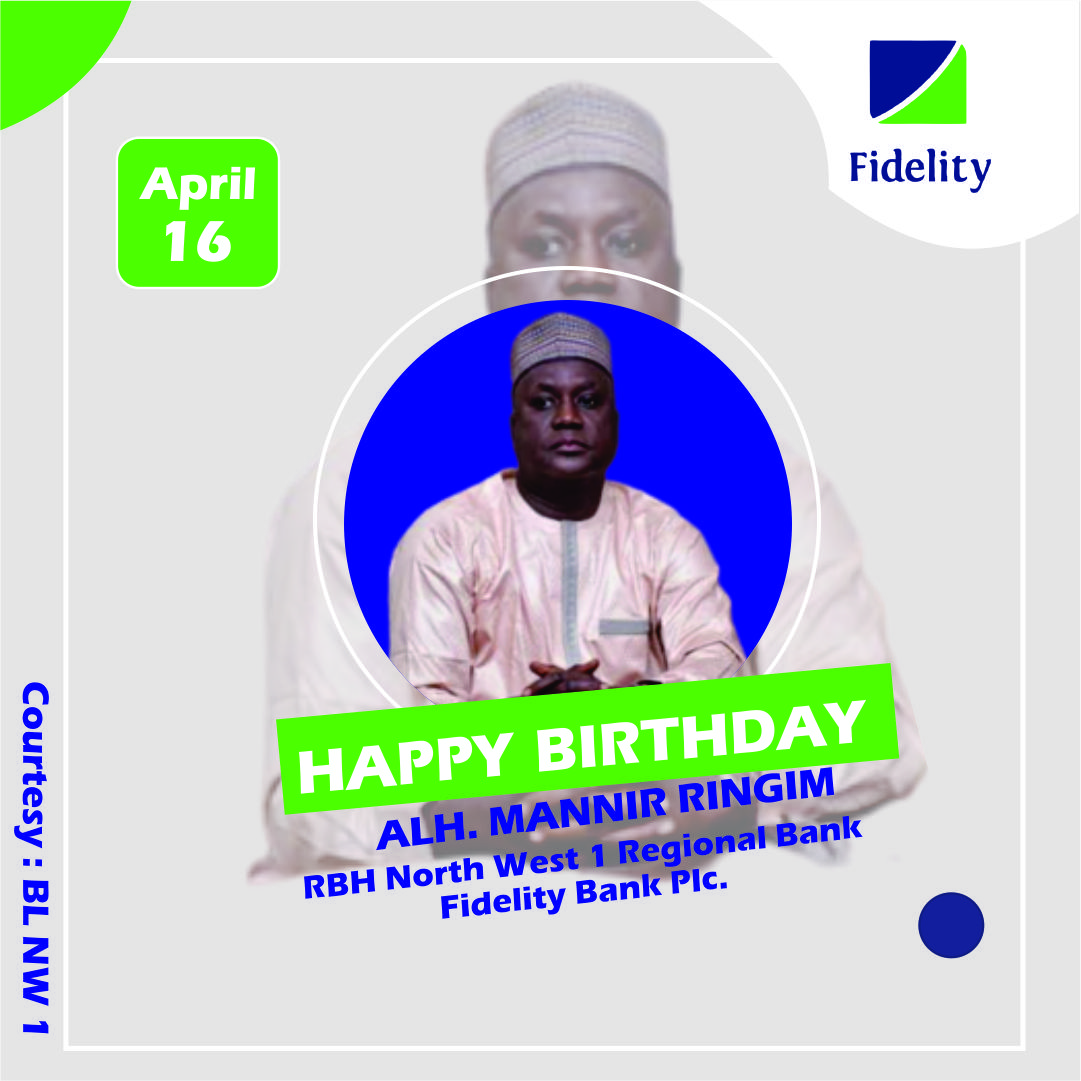 Fidelity
April
16
HAPPY BIRTHDAY
ALH. MANNIR RINGIM
RBH North West 1 Regional Bank
Fidelity Bank Plc.
Courtesy : BL NW 1